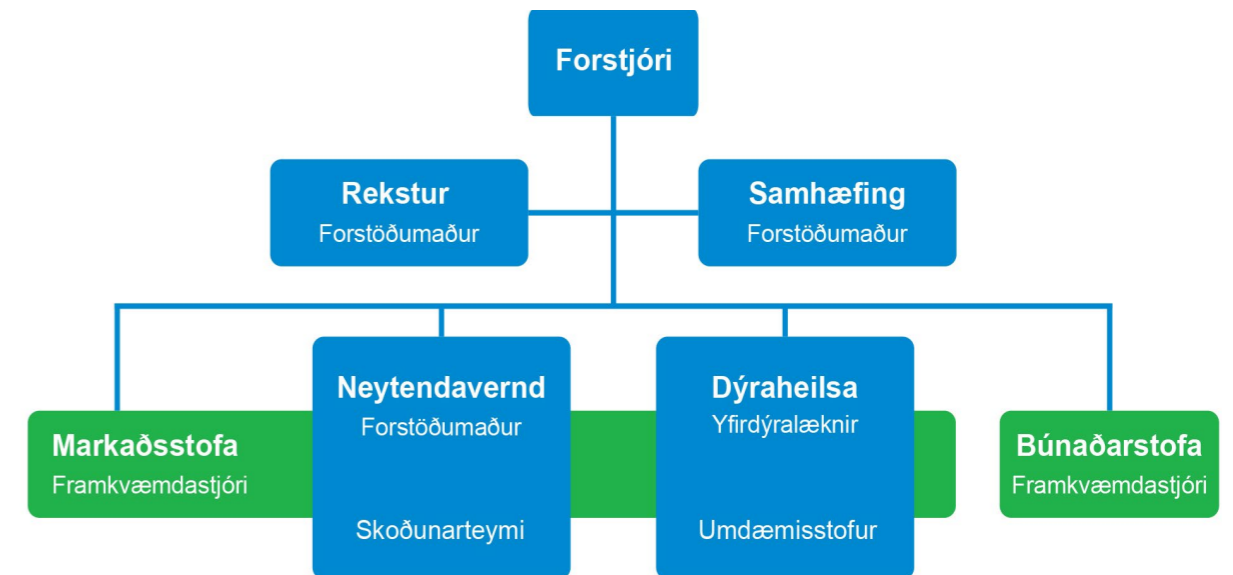 Forstjóri
Rekstur
Forstöðumaður
Samhæfing
Forstöðumaður
Markaðsstofa
Framkvæmdastjóri
Neytendavernd
Forstöðumaður
Skoðunarteymi
Dýraheilsa
Yfirdýralæknir
Umdæmisstofur
Búnaðarstofa
Framkvæmdastjóri